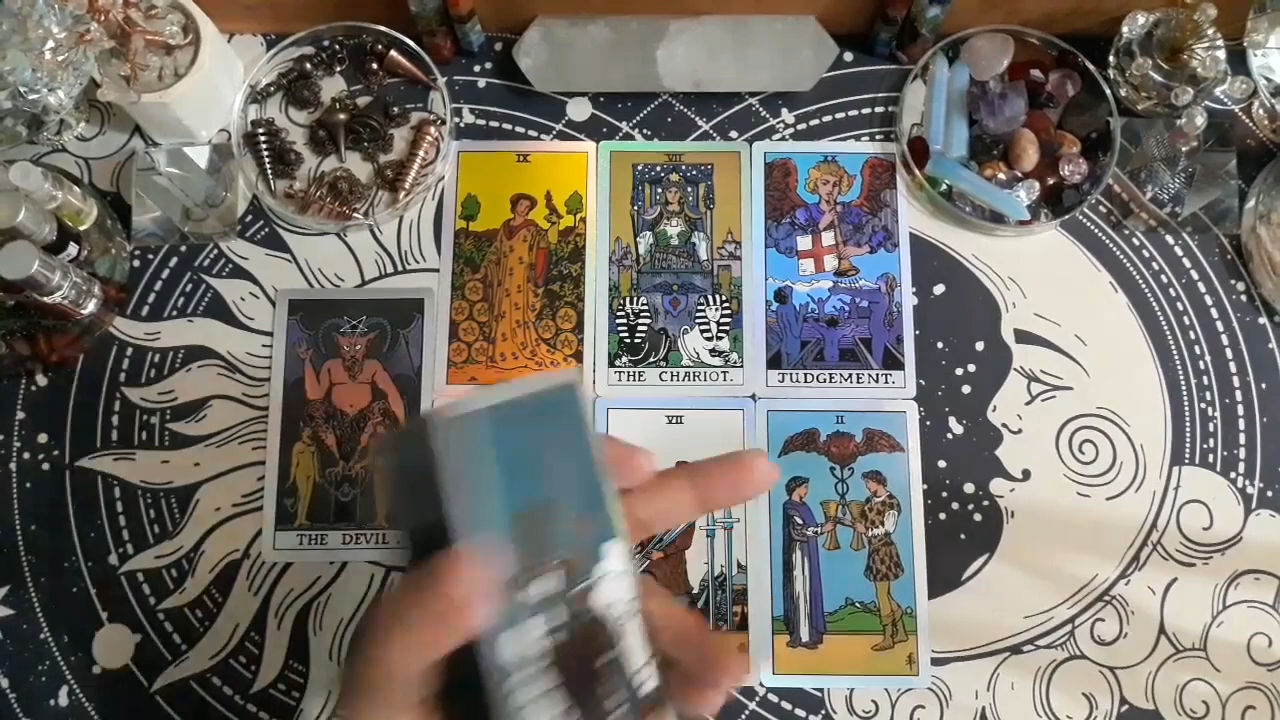 IX
VII
XX
THE CHARIOT.
JUDGEMENT.
THE DEVIL.
VII
II